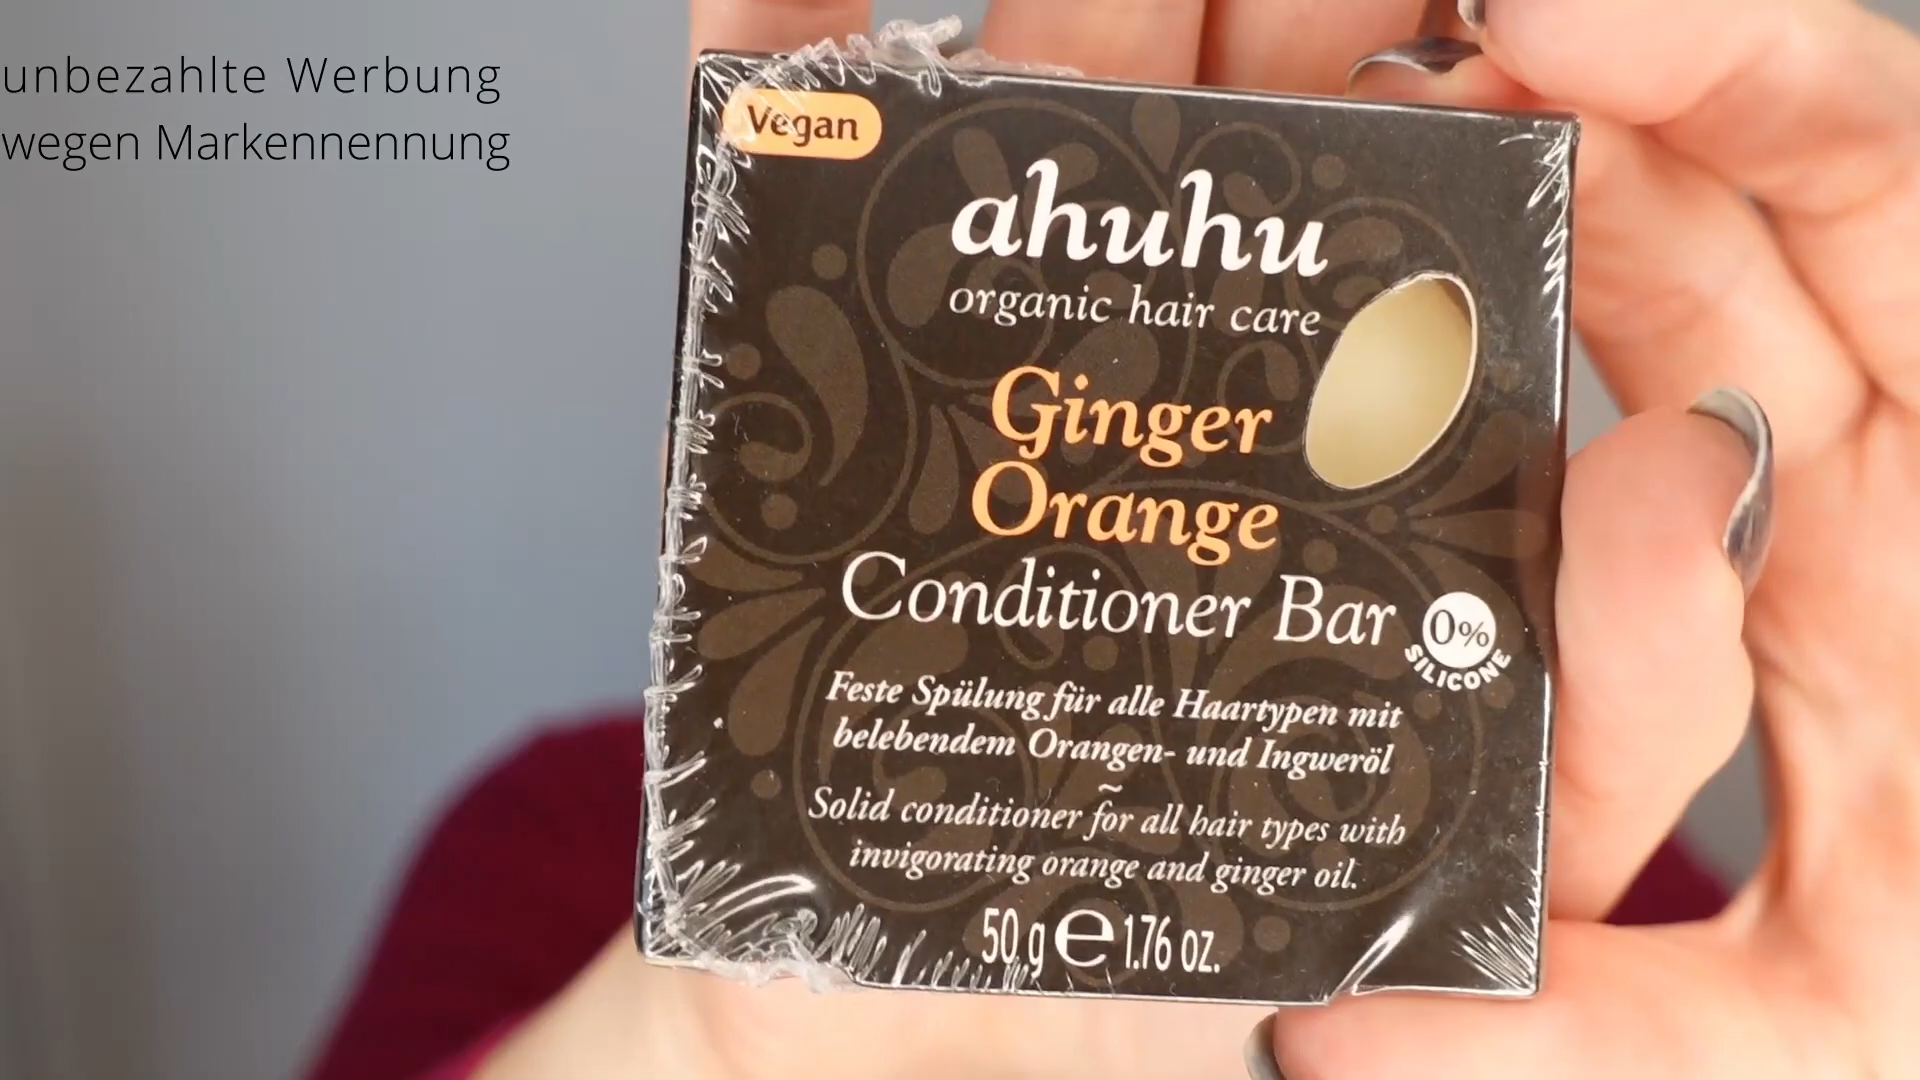 unbezahlte Werbung
wegen Markennennung
Vegan
ahuhu
organic hair care
Ginger
Orange
Conditioner Bar
0%
SILICONE
Feste Spülung für alle Haartypen mit
belebendem Orangen- und Ingweröl
~
Solid conditioner for all hair types with
invigorating orange and ginger oil.
50 g ℮ 1.76 oz.